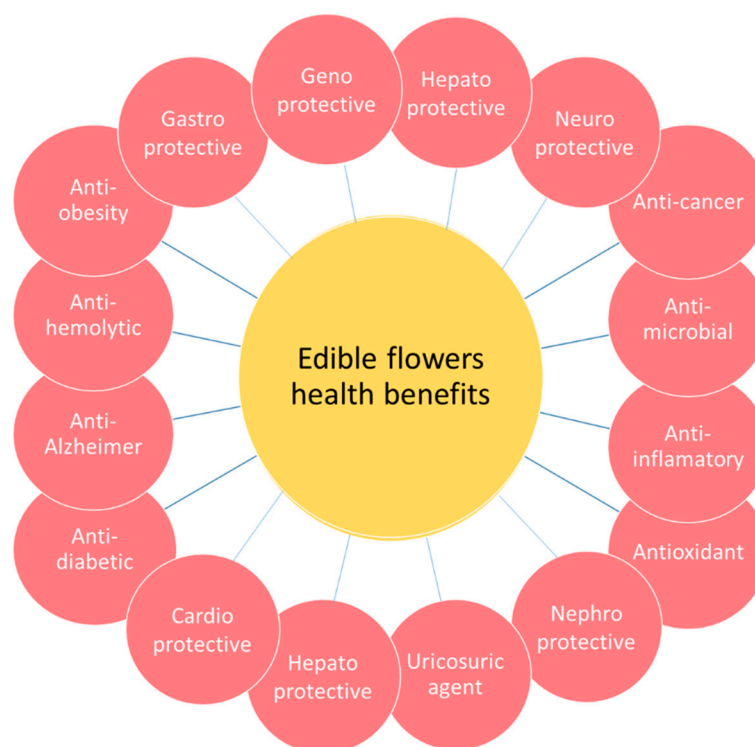 Edible flowers
health benefits
Geno
protective
Hepato
protective
Neuro
protective
Anti-cancer
Anti-
microbial
Anti-
inflamatory
Antioxidant
Nephro
protective
Uricosuric
agent
Hepato
protective
Cardio
protective
Anti-
diabetic
Anti-
Alzheimer
Anti-
hemolytic
Anti-
obesity
Gastro
protective